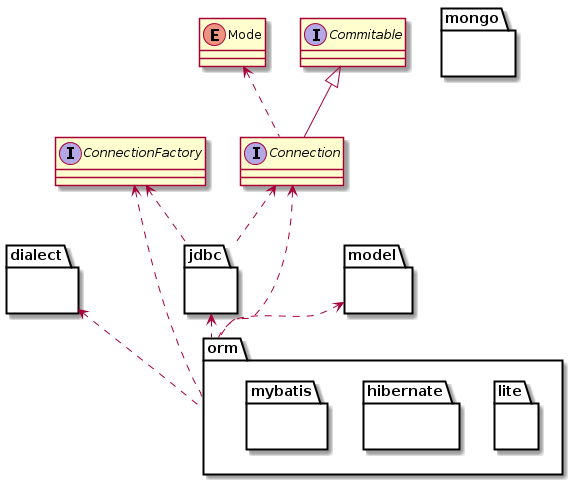 mongo
E Mode
I Commitable
I ConnectionFactory
I Connection
dialect
jdbc
model
orm
mybatis
hibernate
lite